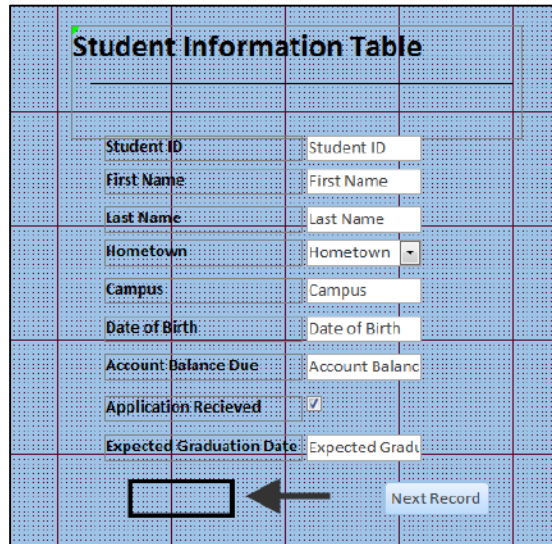 Student Information Table
Student ID Student ID
First Name First Name
Last Name Last Name
Hometown Hometown
Campus Campus
Date of Birth Date of Birth
Account Balance Due Account Balanc
Application Recieved
Expected Graduation Date Expected Gradu
Next Record